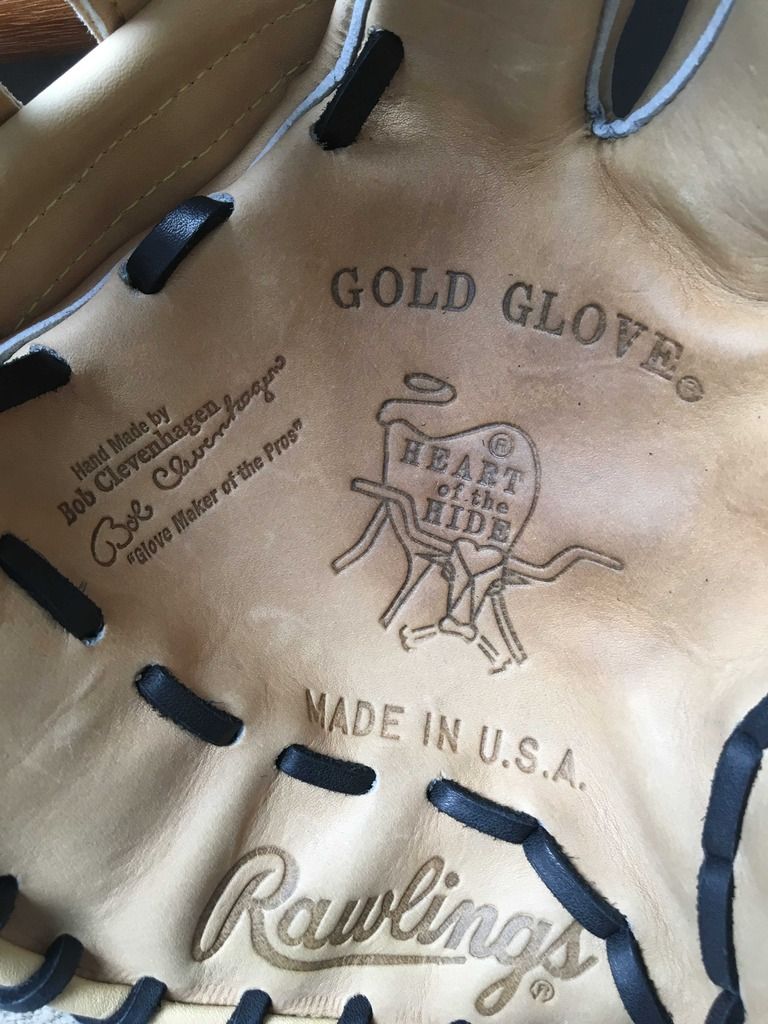 GOLD GLOVE®
Hand Made by
Bob Clevenhagen
Bob Clevenhagen
"Glove Maker of the Pros"
®
HEART
of the
HIDE
MADE IN U.S.A.
Rawlings®